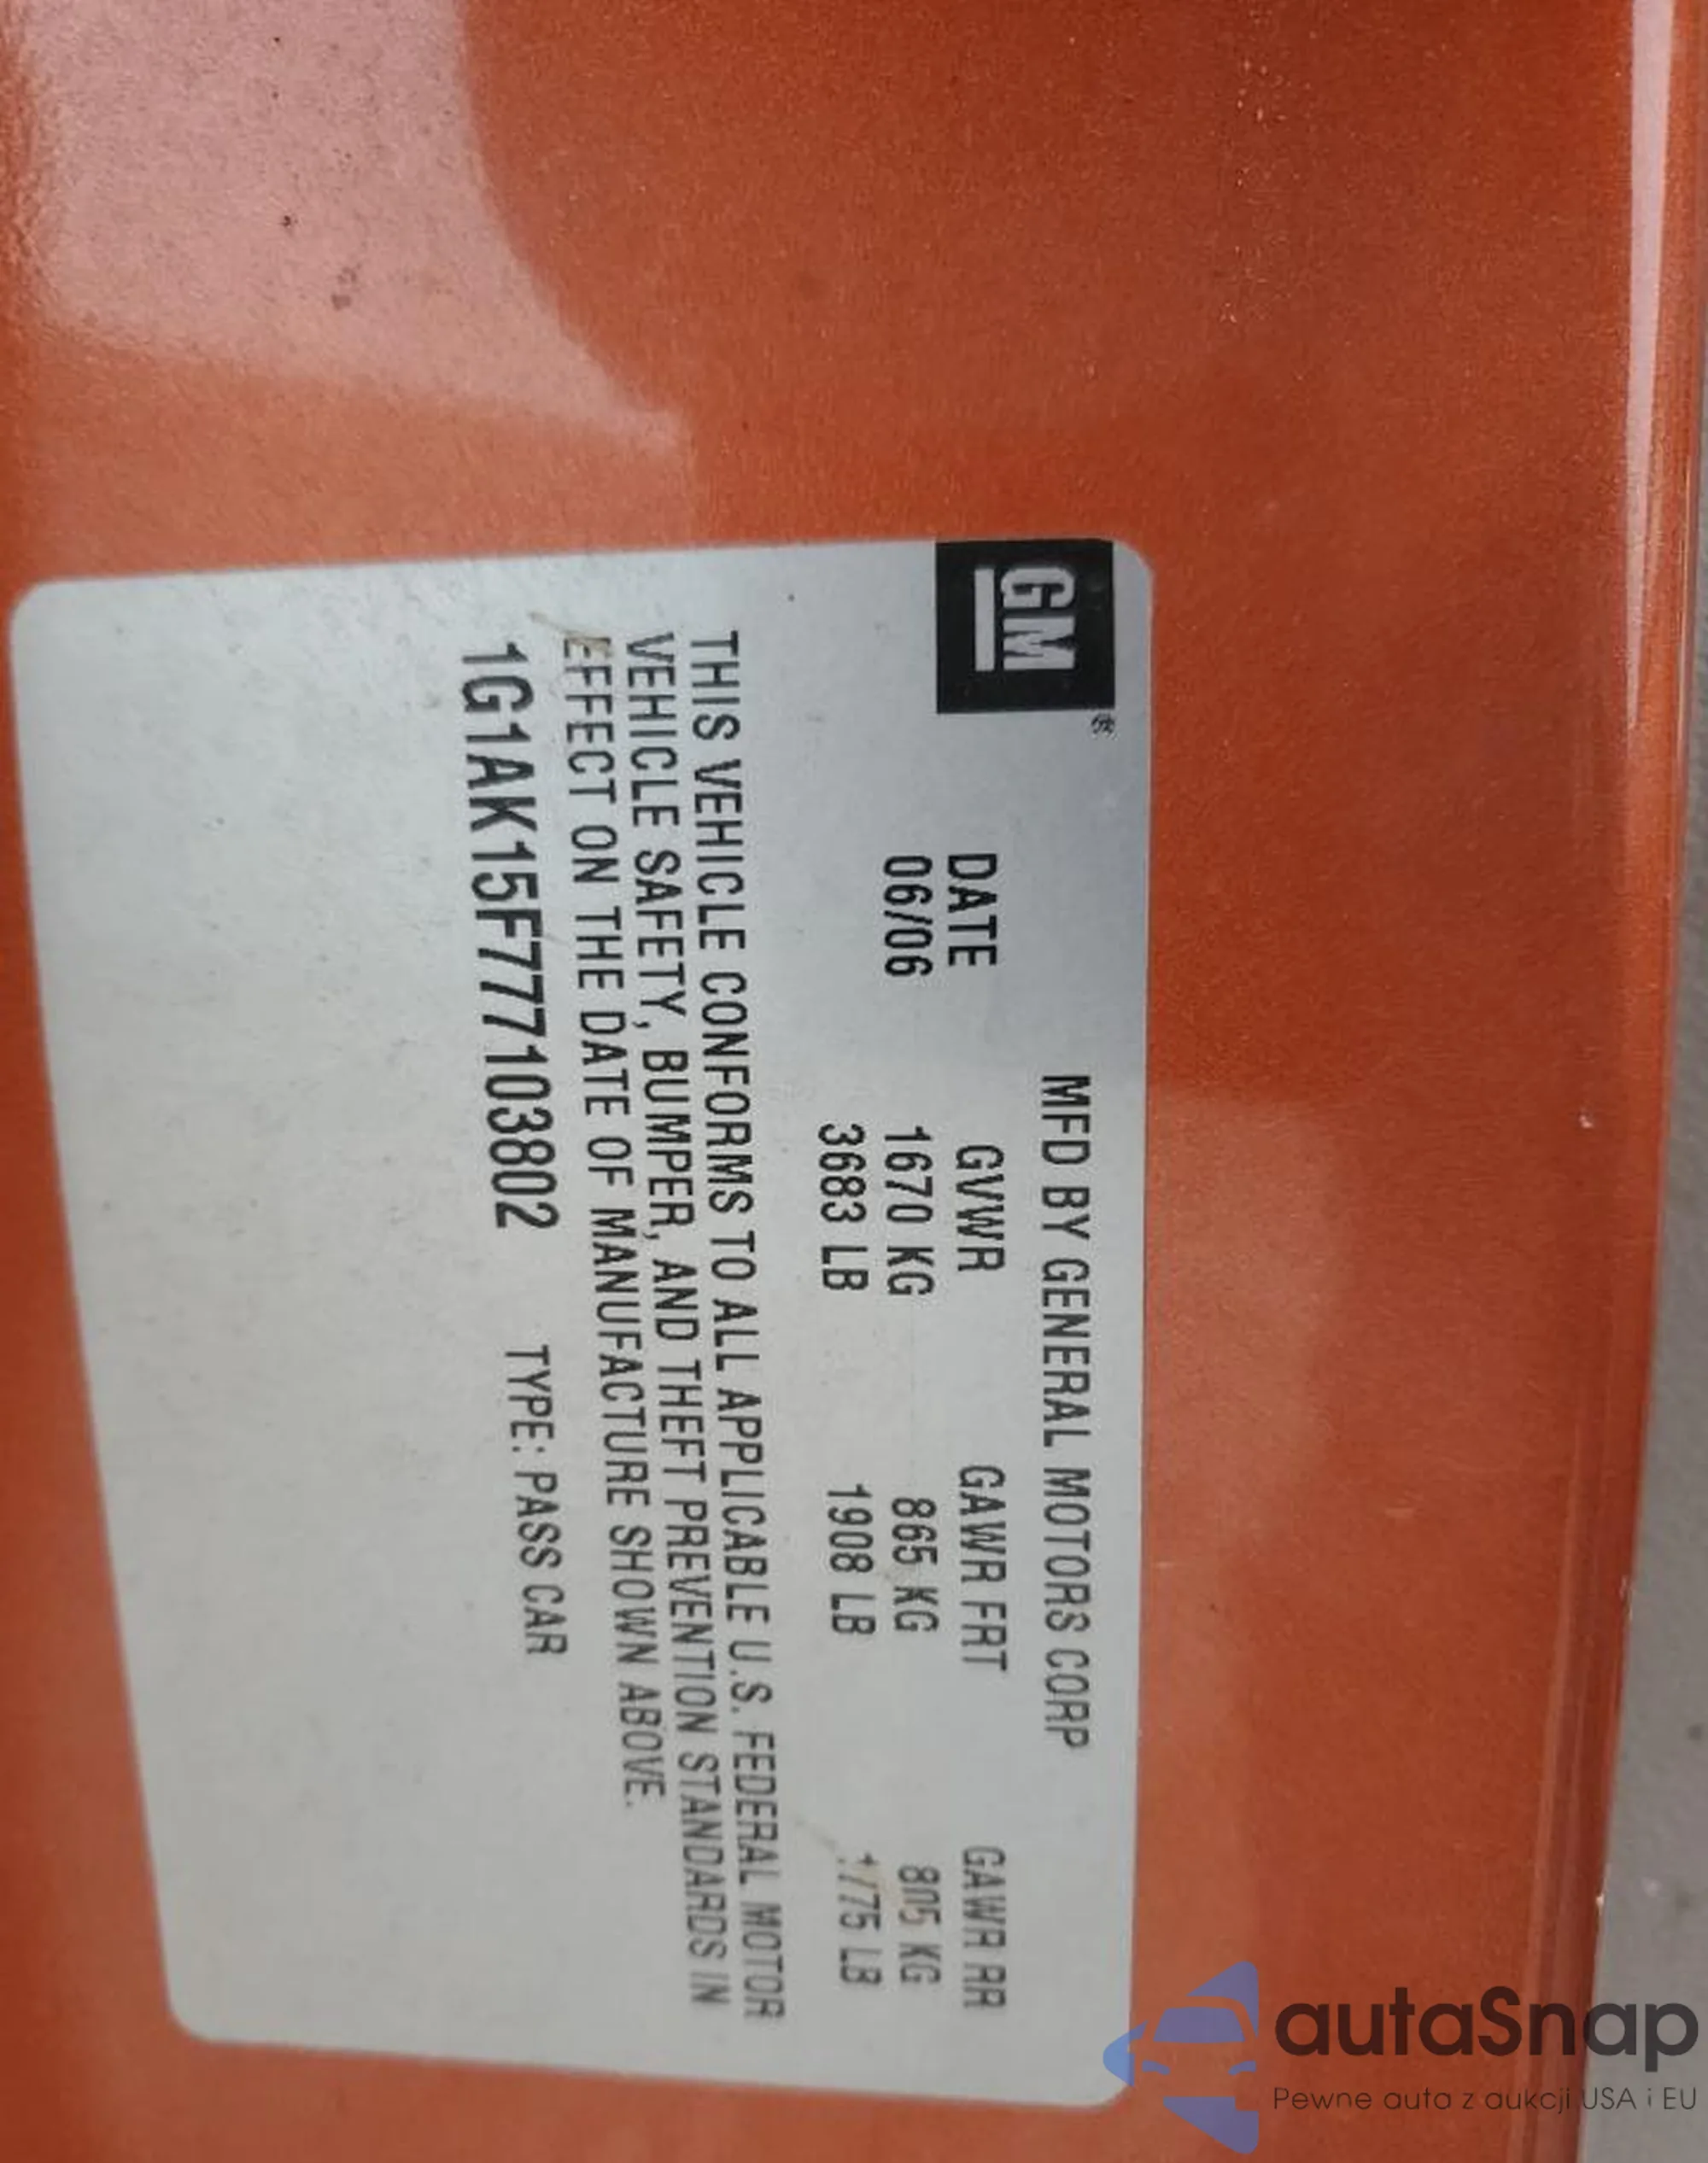 GM®
MFD BY GENERAL MOTORS CORP
DATE GVWR GAWR FRT GAWR RR
06/06 1670 KG 865 KG 805 KG
3683 LB 1908 LB 1775 LB
THIS VEHICLE CONFORMS TO ALL APPLICABLE U.S. FEDERAL MOTOR
VEHICLE SAFETY, BUMPER, AND THEFT PREVENTION STANDARDS IN
EFFECT ON THE DATE OF MANUFACTURE SHOWN ABOVE.
1G1AK15F777103802 TYPE: PASS CAR
autaSnap
Pewne auta z aukcji USA i EU